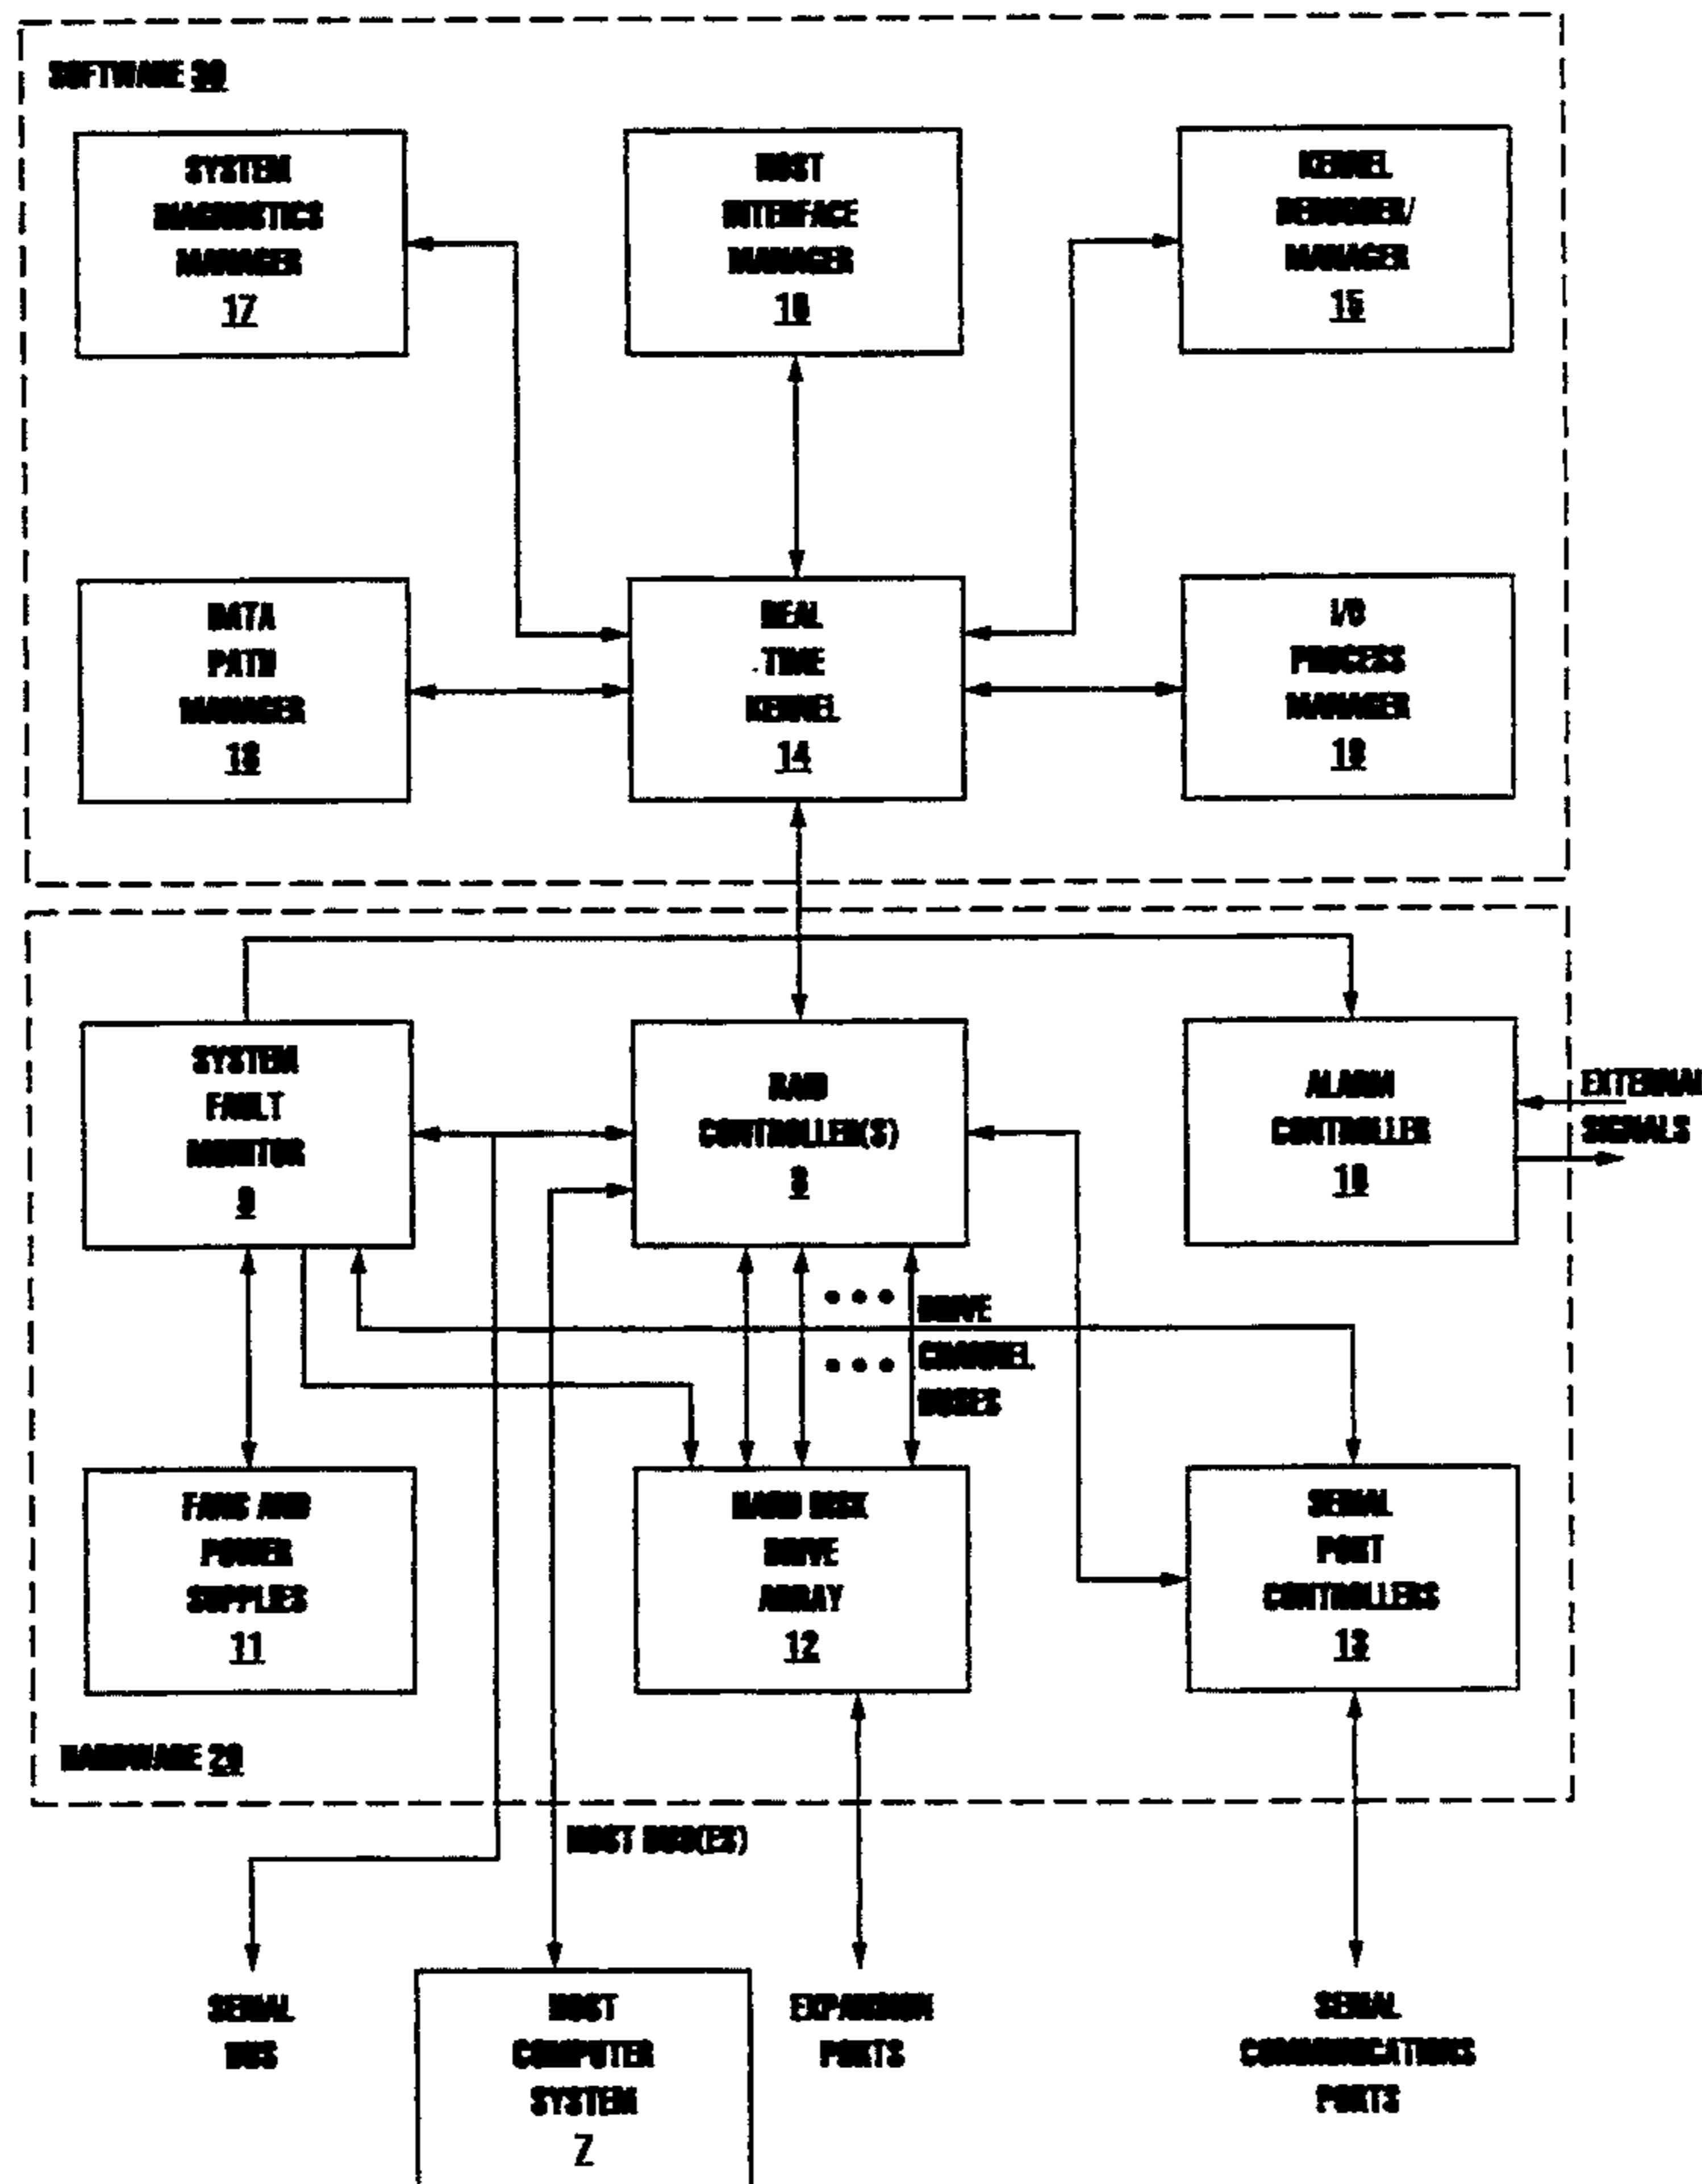 SOFTWARE 30
SYSTEM
DIAGNOSTICS
MANAGER
17
HOST
INTERFACE
MANAGER
KERNEL
DEBUGGER/
MANAGER
15
DATA
PATH
MANAGER
REAL
TIME
KERNEL
14
I/O
PROCESS
MANAGER
SYSTEM
FAULT
MONITOR
9
RAID
CONTROLLER(S)
8
ALARM
CONTROLLER
10
EXTERNAL
SIGNALS
DRIVE
CHANNEL
BUSES
FANS AND
POWER
SUPPLIES
11
HARD DISK
DRIVE
ARRAY
12
SERIAL
PORT
CONTROLLERS
13
HARDWARE 20
HOST BUS(ES)
SERIAL
BUS
HOST
COMPUTER
SYSTEM
EXPANSION
PORTS
SERIAL
COMMUNICATIONS
PORTS